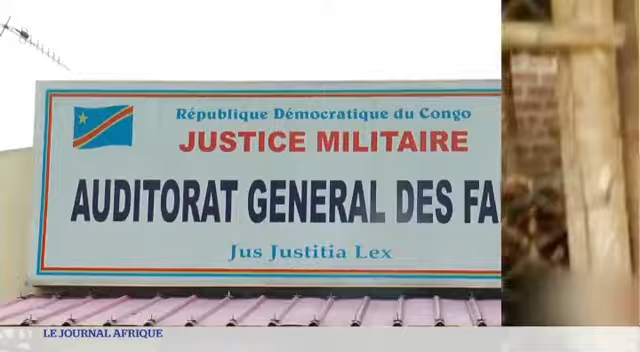 République Démocratique du Congo
JUSTICE MILITAIRE
AUDITORAT GENERAL DES FA
Jus Justitia Lex
LE JOURNAL AFRIQUE